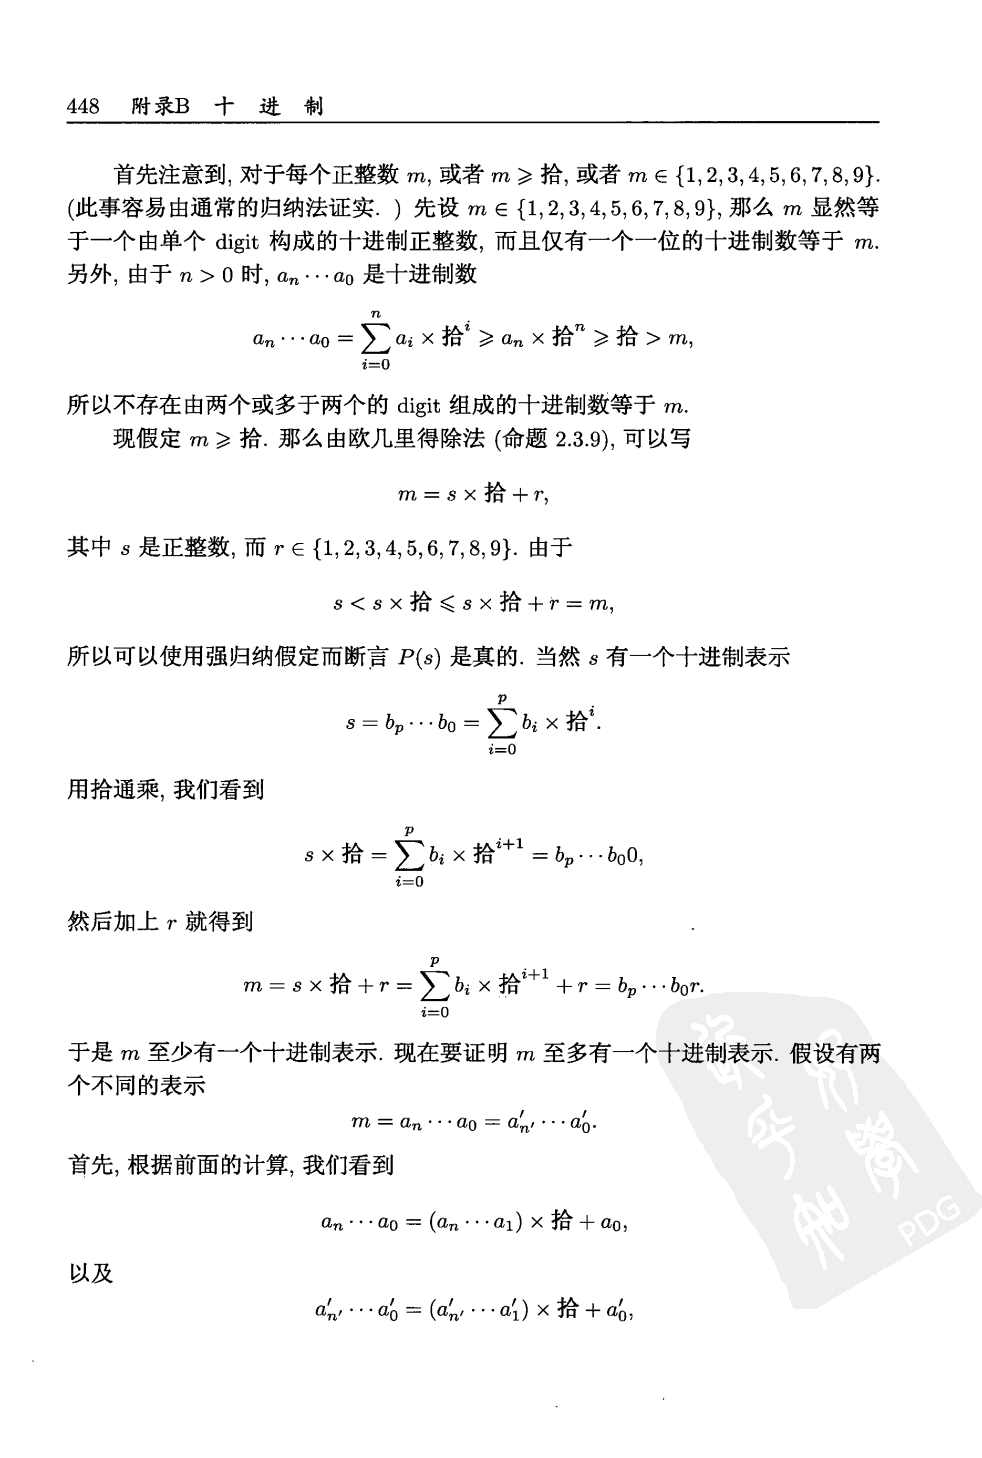 448 附录B 十 进 制
首先注意到, 对于每个正整数 m, 或者 m ⩾ 拾, 或者 m ∈ {1,2,3,4,5,6,7,8,9}.
(此事容易由通常的归纳法证实. ) 先设 m ∈ {1,2,3,4,5,6,7,8,9}, 那么 m 显然等
于一个由单个 digit 构成的十进制正整数, 而且仅有一个一位的十进制数等于 m.
另外, 由于 n > 0 时, aₙ ⋯ a₀ 是十进制数
$a_n \cdots a_0 = \sum_{i=0}^{n} a_i \times 拾^i ⩾ a_n \times 拾^n ⩾ 拾 > m,$
所以不存在由两个或多于两个的 digit 组成的十进制数等于 m.
现假定 m ⩾ 拾. 那么由欧几里得除法 (命题 2.3.9), 可以写
m = s × 拾 + r,
其中 s 是正整数, 而 r ∈ {1,2,3,4,5,6,7,8,9}. 由于
s < s × 拾 ⩽ s × 拾 + r = m,
所以可以使用强归纳假定而断言 P(s) 是真的. 当然 s 有一个十进制表示
$s = b_p \cdots b_0 = \sum_{i=0}^{p} b_i \times 拾^i.$
用拾通乘, 我们看到
$s \times 拾 = \sum_{i=0}^{p} b_i \times 拾^{i+1} = b_p \cdots b_0 0,$
然后加上 r 就得到
$m = s \times 拾 + r = \sum_{i=0}^{p} b_i \times 拾^{i+1} + r = b_p \cdots b_0 r.$
于是 m 至少有一个十进制表示. 现在要证明 m 至多有一个十进制表示. 假设有两
个不同的表示
$m = a_n \cdots a_0 = a'_{n'} \cdots a'_0.$
首先, 根据前面的计算, 我们看到
$a_n \cdots a_0 = (a_n \cdots a_1) \times 拾 + a_0,$
以及
$a'_{n'} \cdots a'_0 = (a'_{n'} \cdots a'_1) \times 拾 + a'_0,$
PDG